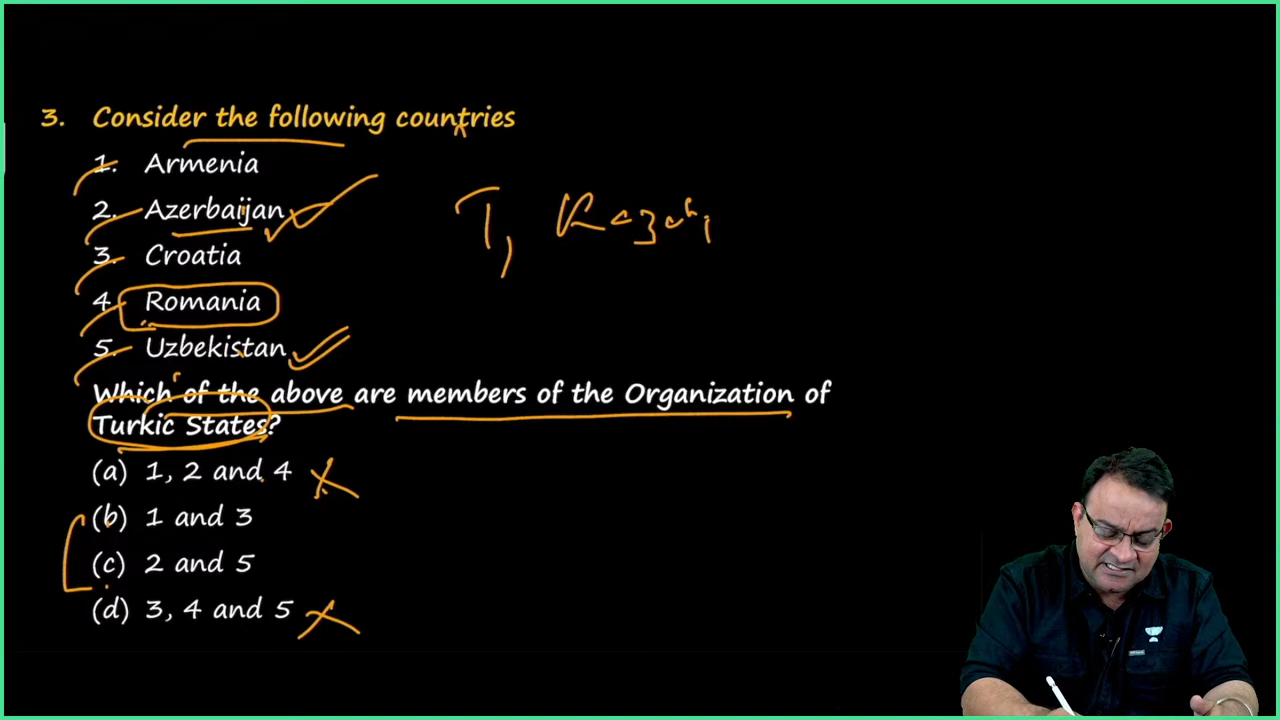 3. Consider the following countries
1. Armenia
2. Azerbaijan
T,
3. Croatia
4. Romania
5. Uzbekistan
Which of the above are members of the Organization of
Turkic States?
(a) 1, 2 and 4
(b) 1 and 3
(c) 2 and 5
(d) 3, 4 and 5